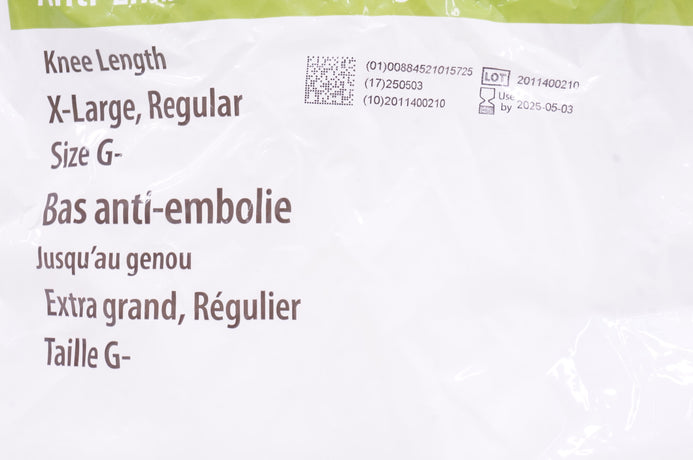 Knee Length
X-Large, Regular
Size G-
Bas anti-embolie
Jusqu'au genou
Extra grand, Régulier
Taille G-
(01)00884521015725
(17)250503
(10)2011400210
LOT 2011400210
Use
by 2025-05-03